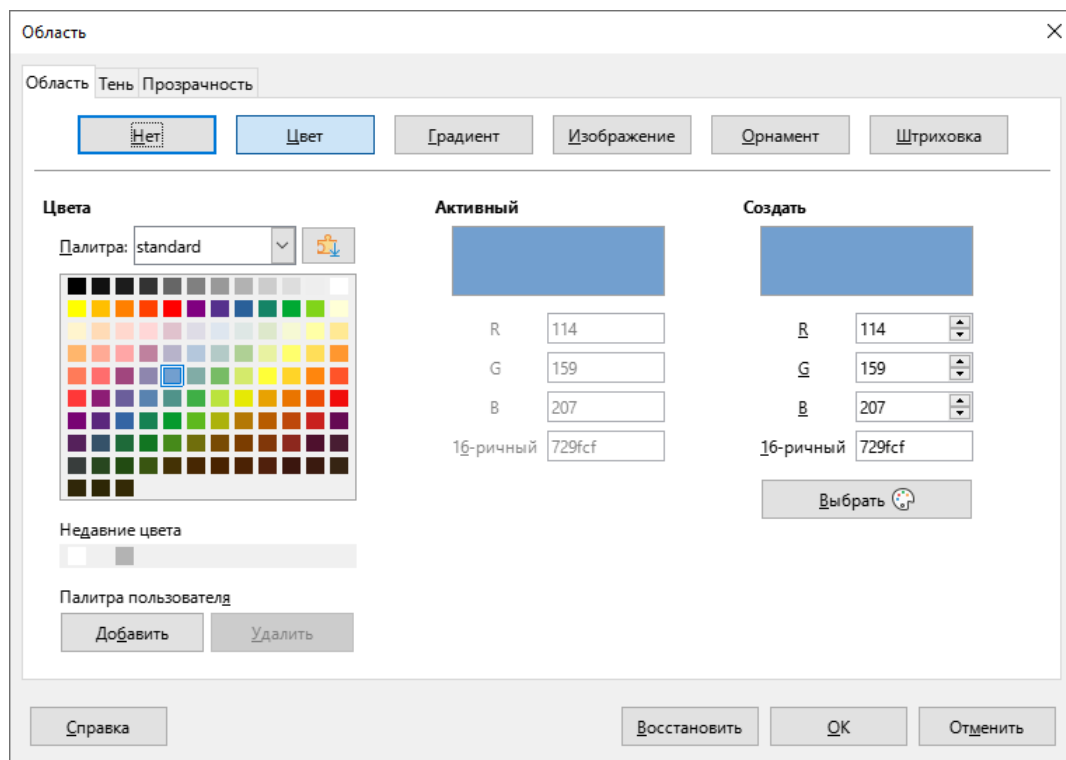 Область
Область Тень Прозрачность
Нет Цвет Градиент Изображение Орнамент Штриховка
Цвета Активный Создать
Палитра: standard
R 114 R 114
G 159 G 159
B 207 B 207
16-ричный 729fcf 16-ричный 729fcf
Выбрать
Недавние цвета
Палитра пользователя
Добавить Удалить
Справка Восстановить OK Отменить